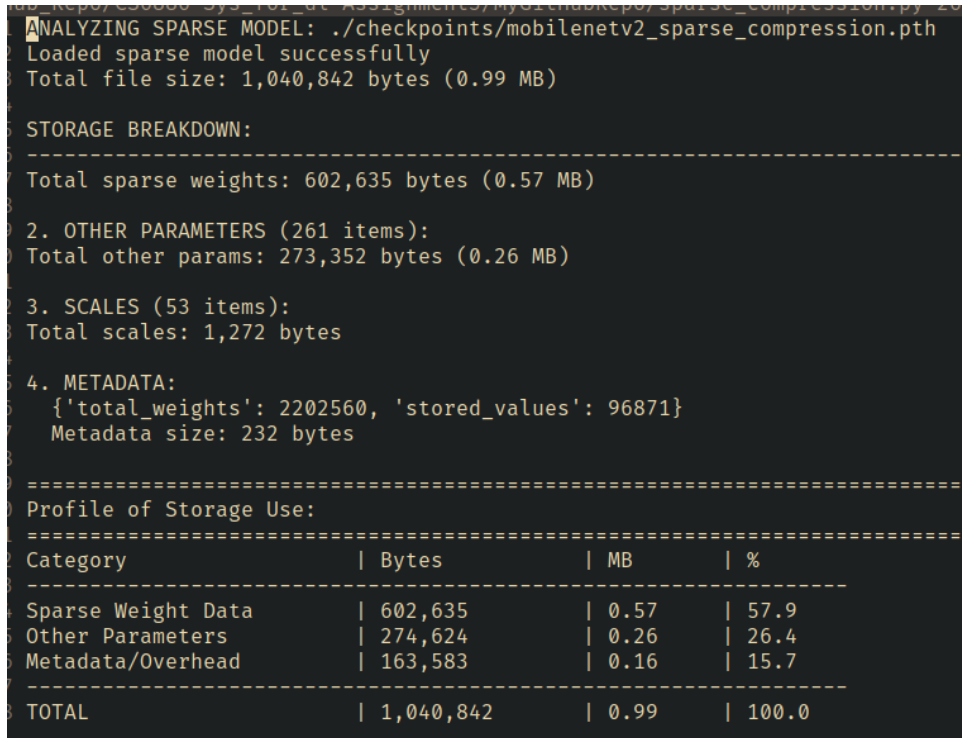 ANALYZING SPARSE MODEL: ./checkpoints/mobilenetv2_sparse_compression.pth
Loaded sparse model successfully
Total file size: 1,040,842 bytes (0.99 MB)
STORAGE BREAKDOWN:
--------------------------------------------------------------------------
Total sparse weights: 602,635 bytes (0.57 MB)
2. OTHER PARAMETERS (261 items):
Total other params: 273,352 bytes (0.26 MB)
3. SCALES (53 items):
Total scales: 1,272 bytes
4. METADATA:
{'total_weights': 2202560, 'stored_values': 96871}
Metadata size: 232 bytes
==========================================================================
Profile of Storage Use:
==========================================================================
Category | Bytes | MB | %
-----------------------------------------------------------------
Sparse Weight Data | 602,635 | 0.57 | 57.9
Other Parameters | 274,624 | 0.26 | 26.4
Metadata/Overhead | 163,583 | 0.16 | 15.7
-----------------------------------------------------------------
TOTAL | 1,040,842 | 0.99 | 100.0